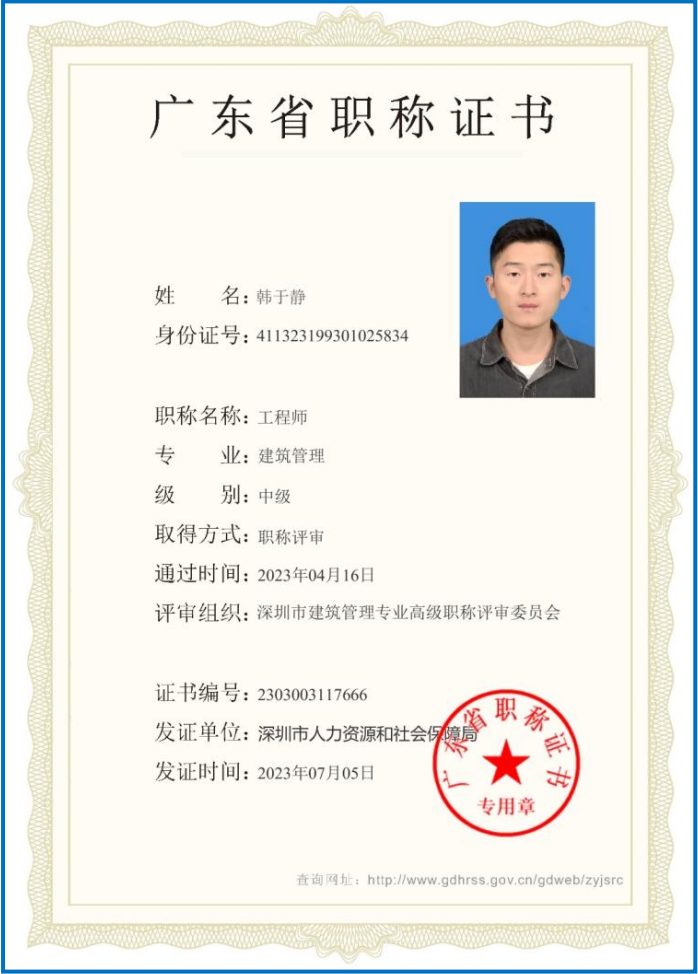 广东省职称证书
姓 名：韩于静
身份证号：411323199301025834
职称名称：工程师
专 业：建筑管理
级 别：中级
取得方式：职称评审
通过时间：2023年04月16日
评审组织：深圳市建筑管理专业高级职称评审委员会
证书编号：2303003117666
发证单位：深圳市人力资源和社会保障局
发证时间：2023年07月05日
广东省职称证书
专用章
查询网址：http://www.gdhrss.gov.cn/gdweb/zyjsrc